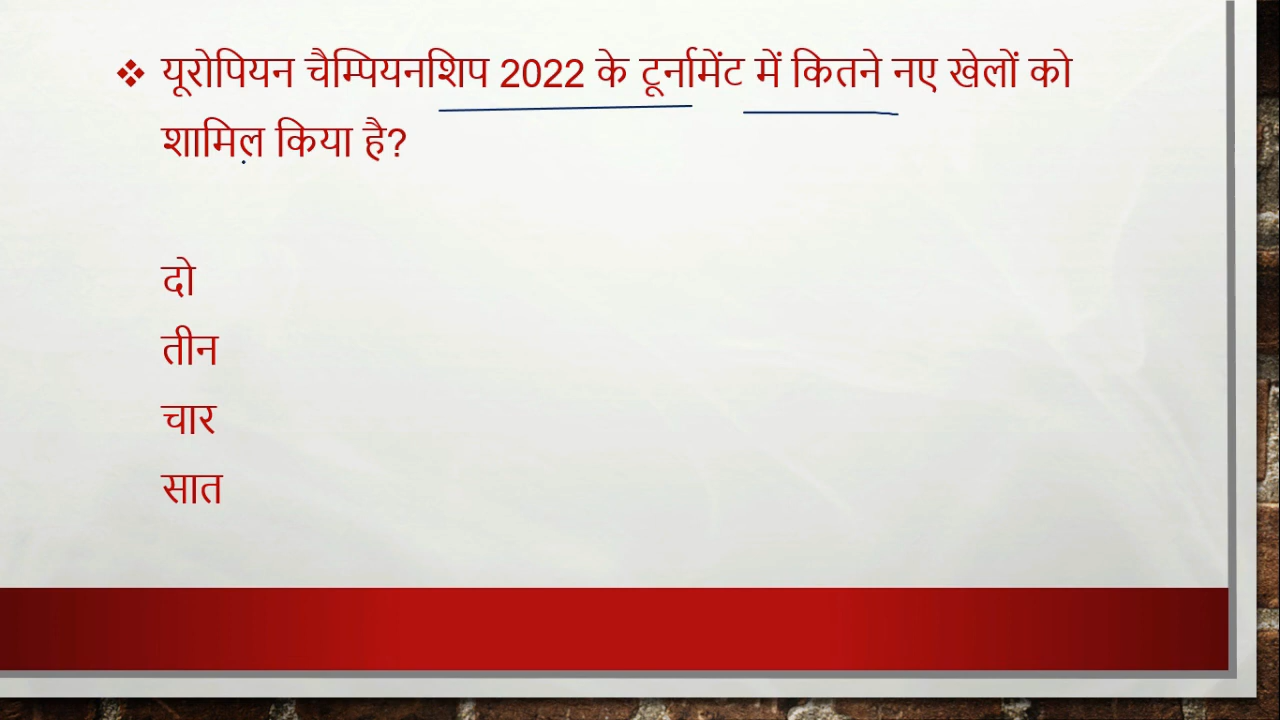 ❖ यूरोपियन चैम्पियनशिप 2022 के टूर्नामेंट में कितने नए खेलों को
शामिल किया है?
दो
तीन
चार
सात